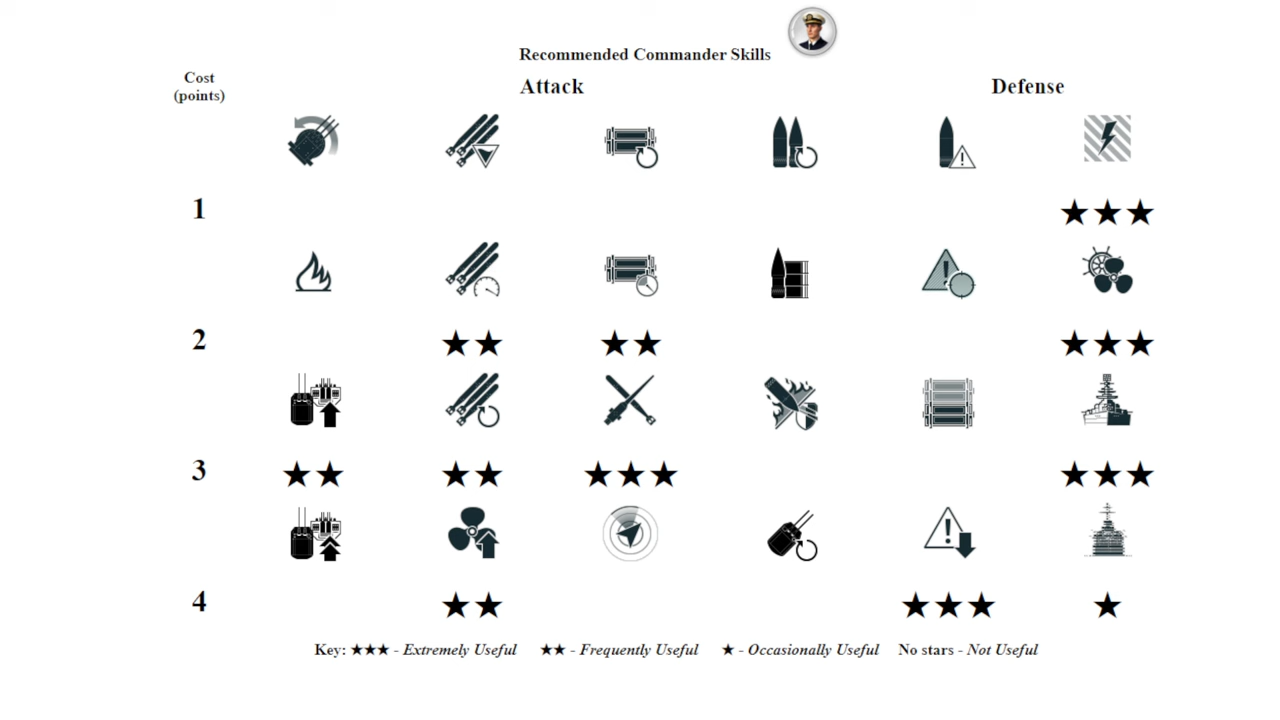 Recommended Commander Skills
Cost
(points)
Attack
Defense
1
★★★
2
★★ ★★ ★★★
3
★★ ★★ ★★★ ★★★
4
★★ ★★★ ★
Key: ★★★ - Extremely Useful ★★ - Frequently Useful ★ - Occasionally Useful No stars - Not Useful